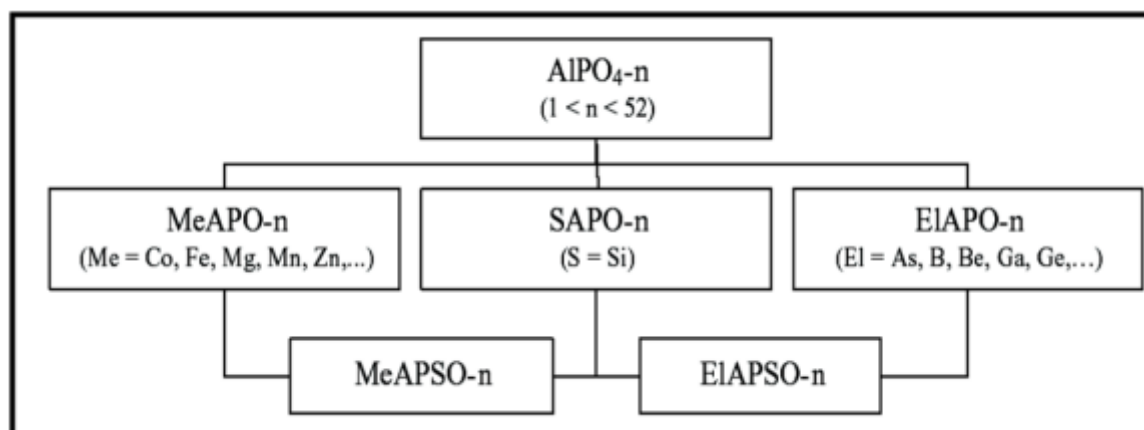 AlPO₄-n
(1 < n < 52)
MeAPO-n
(Me = Co, Fe, Mg, Mn, Zn,...)
SAPO-n
(S = Si)
ElAPO-n
(El = As, B, Be, Ga, Ge,…)
MeAPSO-n
ElAPSO-n